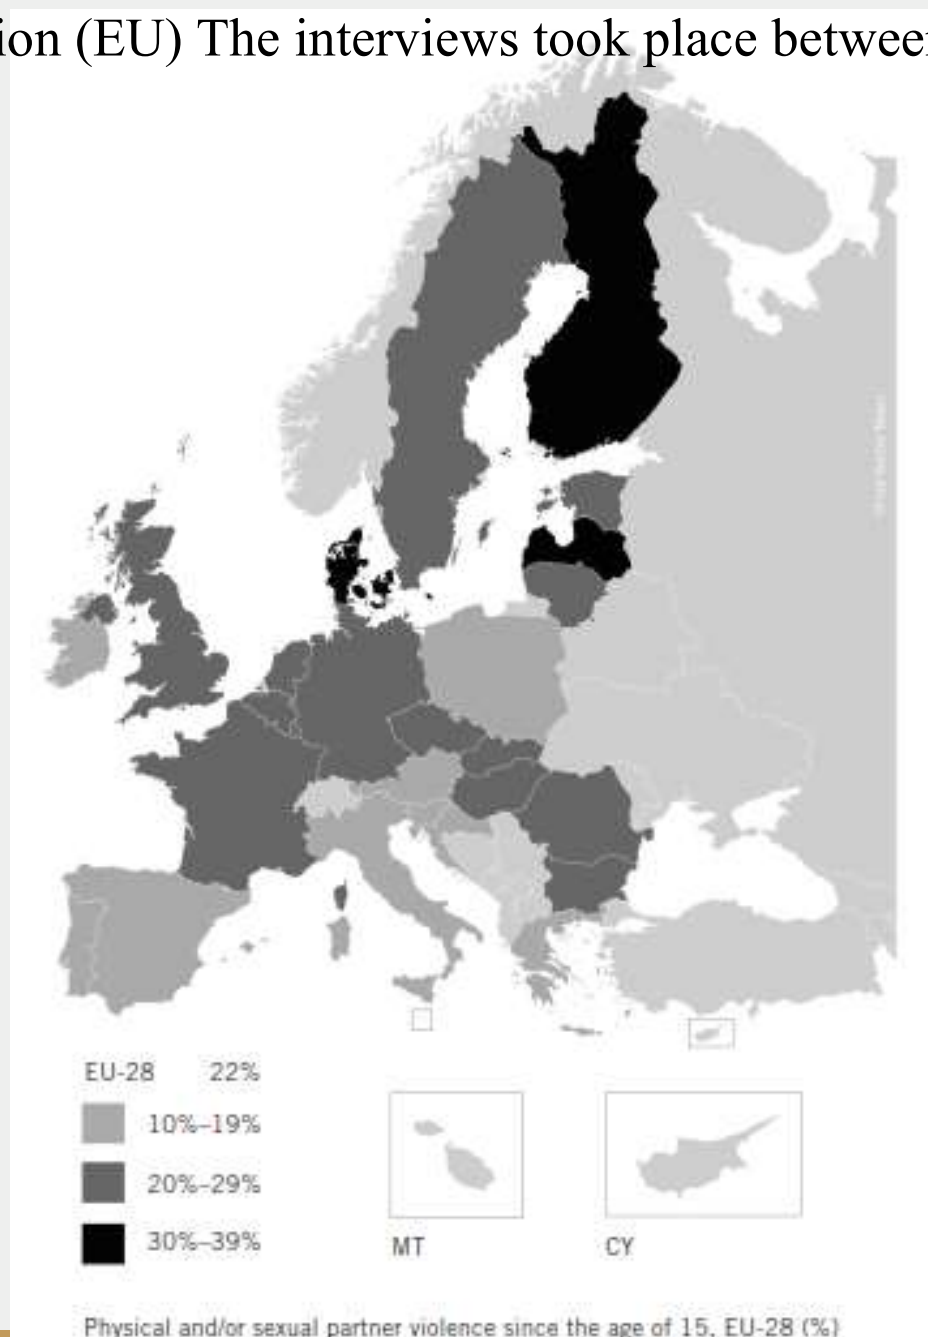 ion (EU) The interviews took place between
EU-28 22%
10%–19%
20%–29%
30%–39%
MT
CY
Physical and/or sexual partner violence since the age of 15, EU-28 (%)